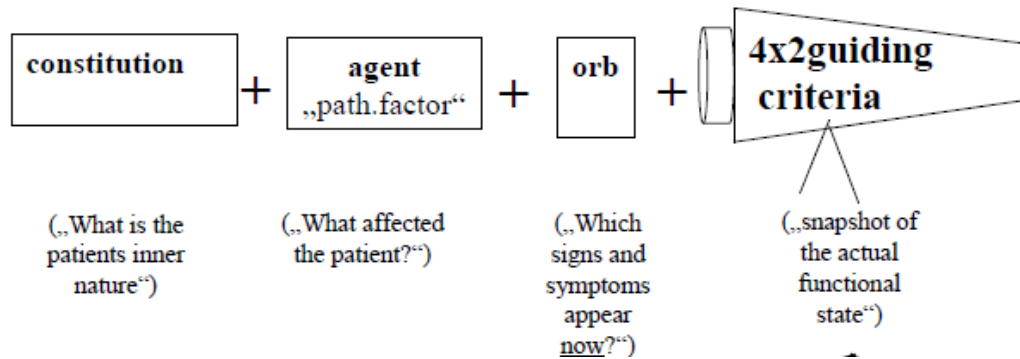 constitution
+
agent
„path.factor“
+
orb
+
4x2guiding
criteria
(„What is the
patients inner
nature“)
(„What affected
the patient?“)
(„Which
signs and
symptoms
appear
now?“)
(„snapshot of
the actual
functional
state“)